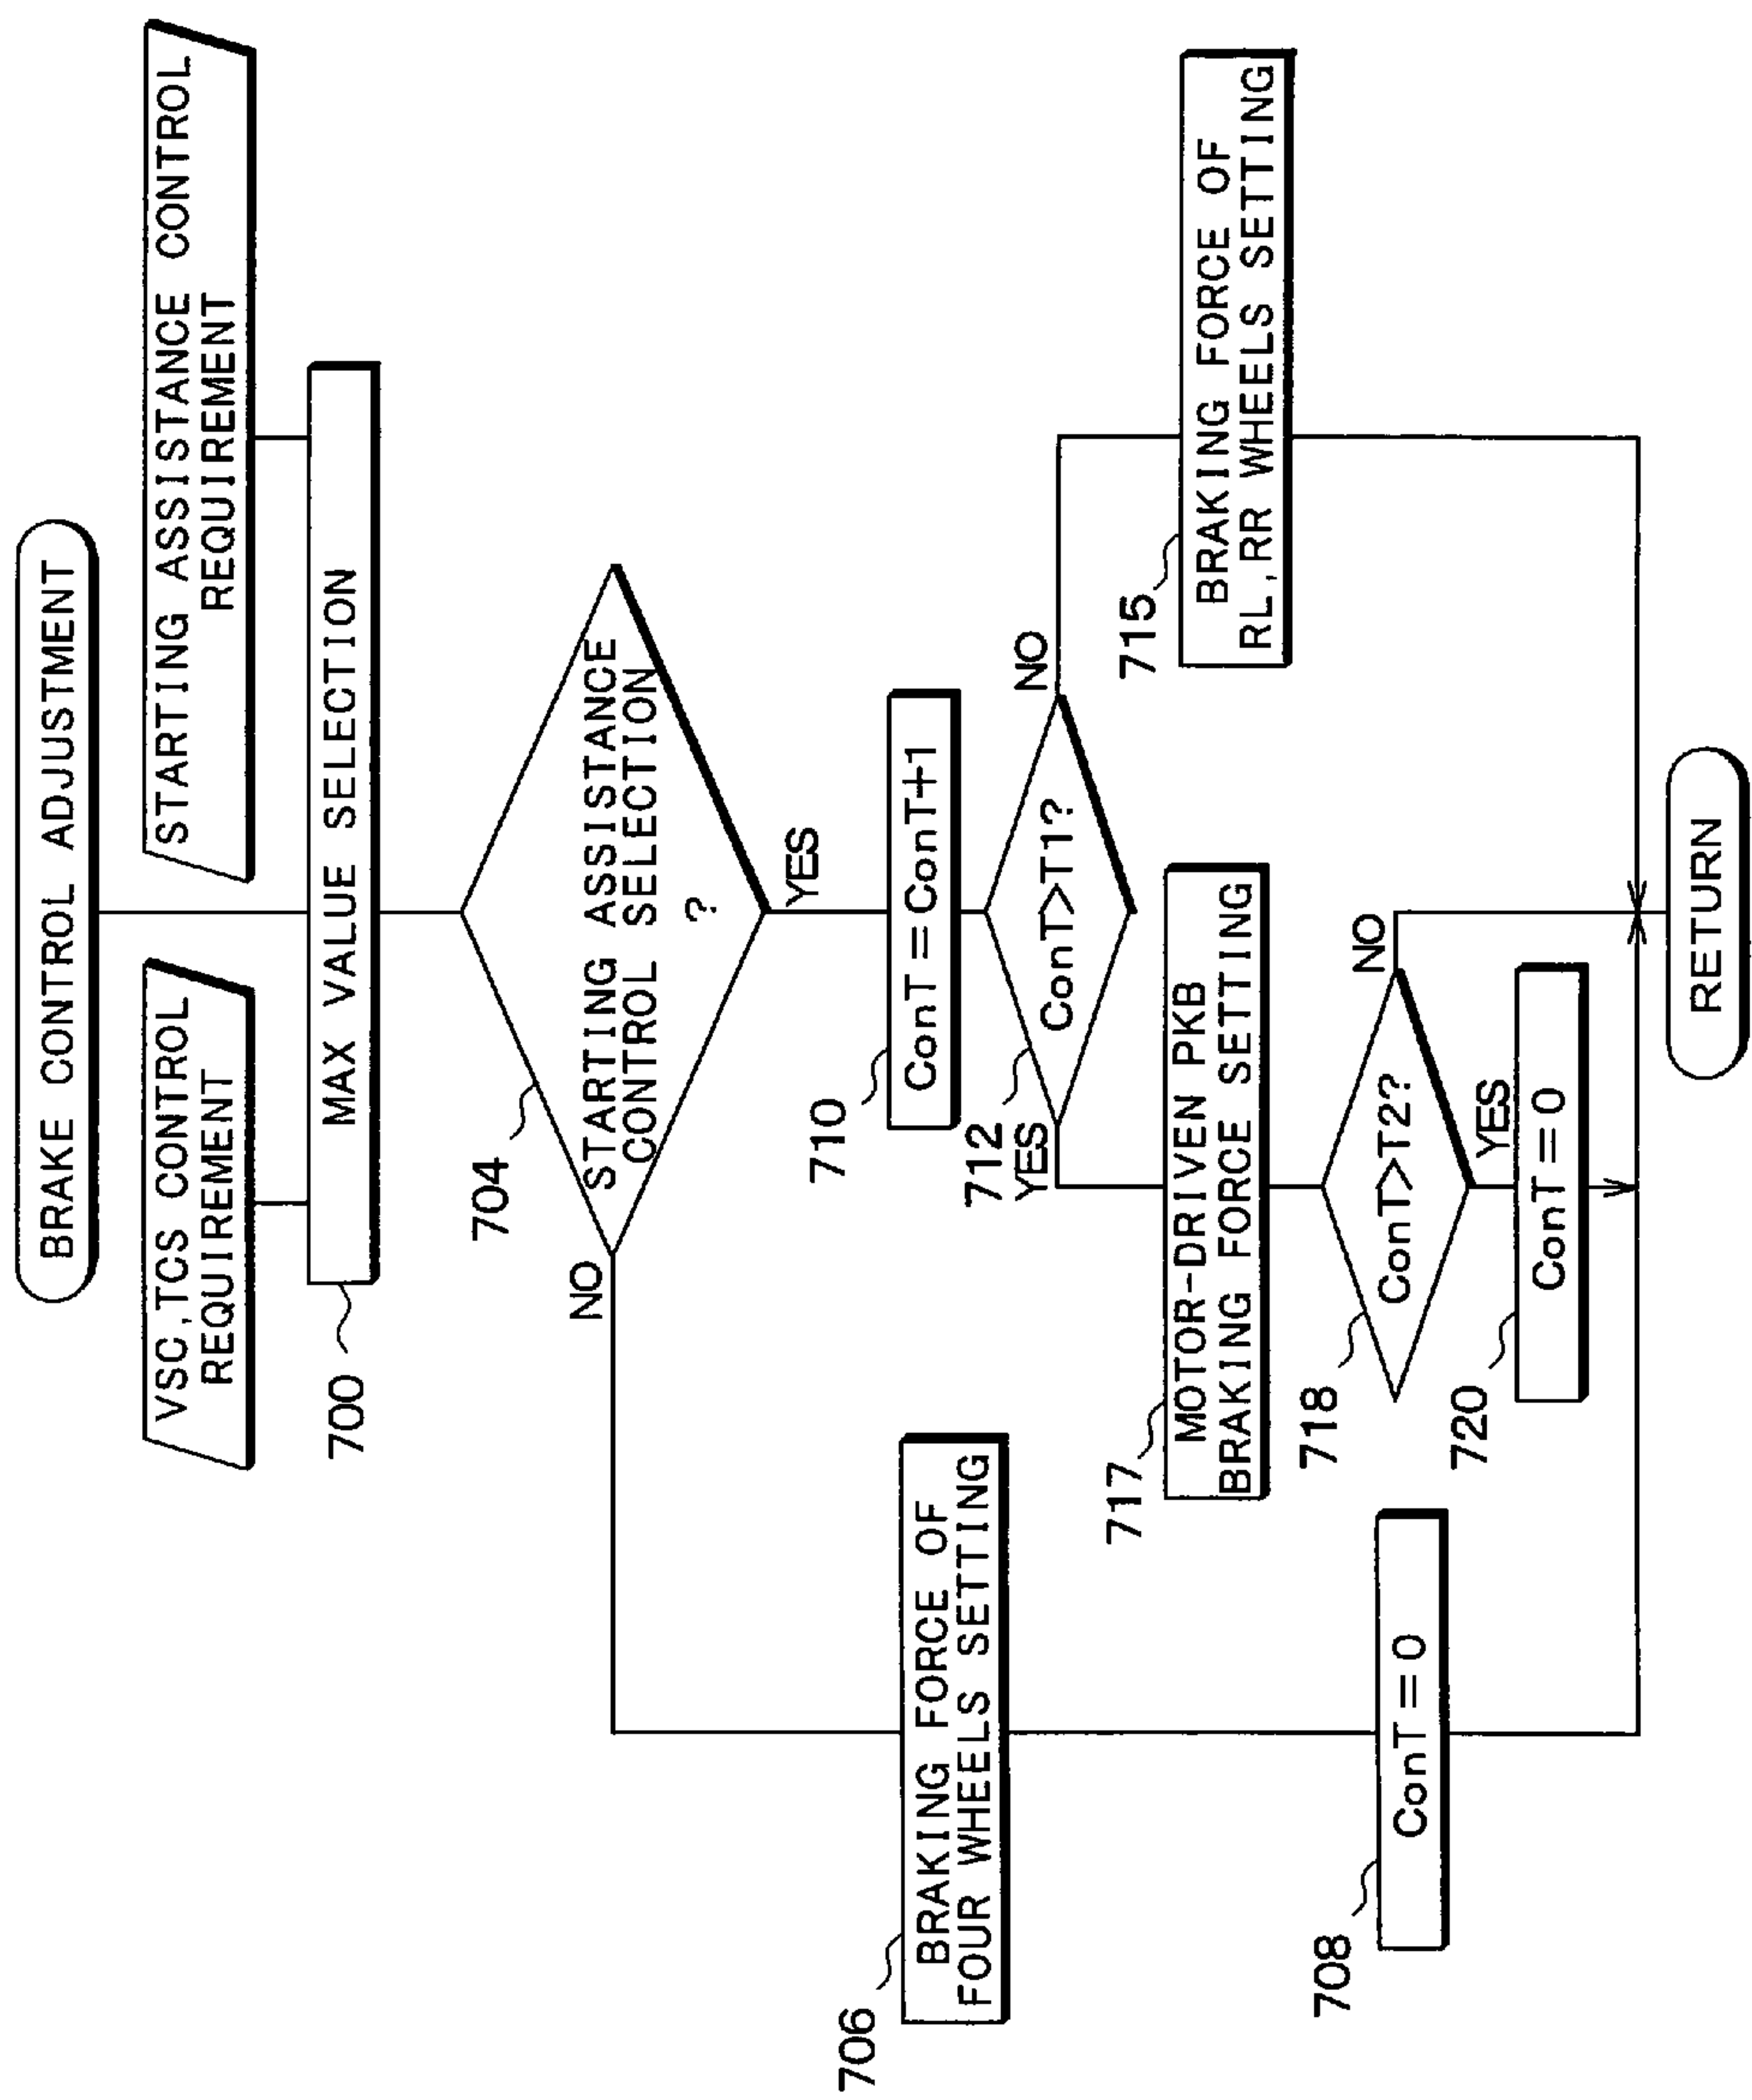 BRAKE CONTROL ADJUSTMENT
VSC,TCS CONTROL
REQUIREMENT
STARTING ASSISTANCE CONTROL
REQUIREMENT
700
MAX VALUE SELECTION
704
STARTING ASSISTANCE
CONTROL SELECTION
?
NO
YES
706
BRAKING FORCE OF
FOUR WHEELS SETTING
708
ConT=0
710
ConT=ConT+1
712
ConT>T1?
YES
NO
717
MOTOR-DRIVEN PKB
BRAKING FORCE SETTING
715
BRAKING FORCE OF
RL,RR WHEELS SETTING
718
ConT>T2?
NO
YES
720
ConT=0
RETURN